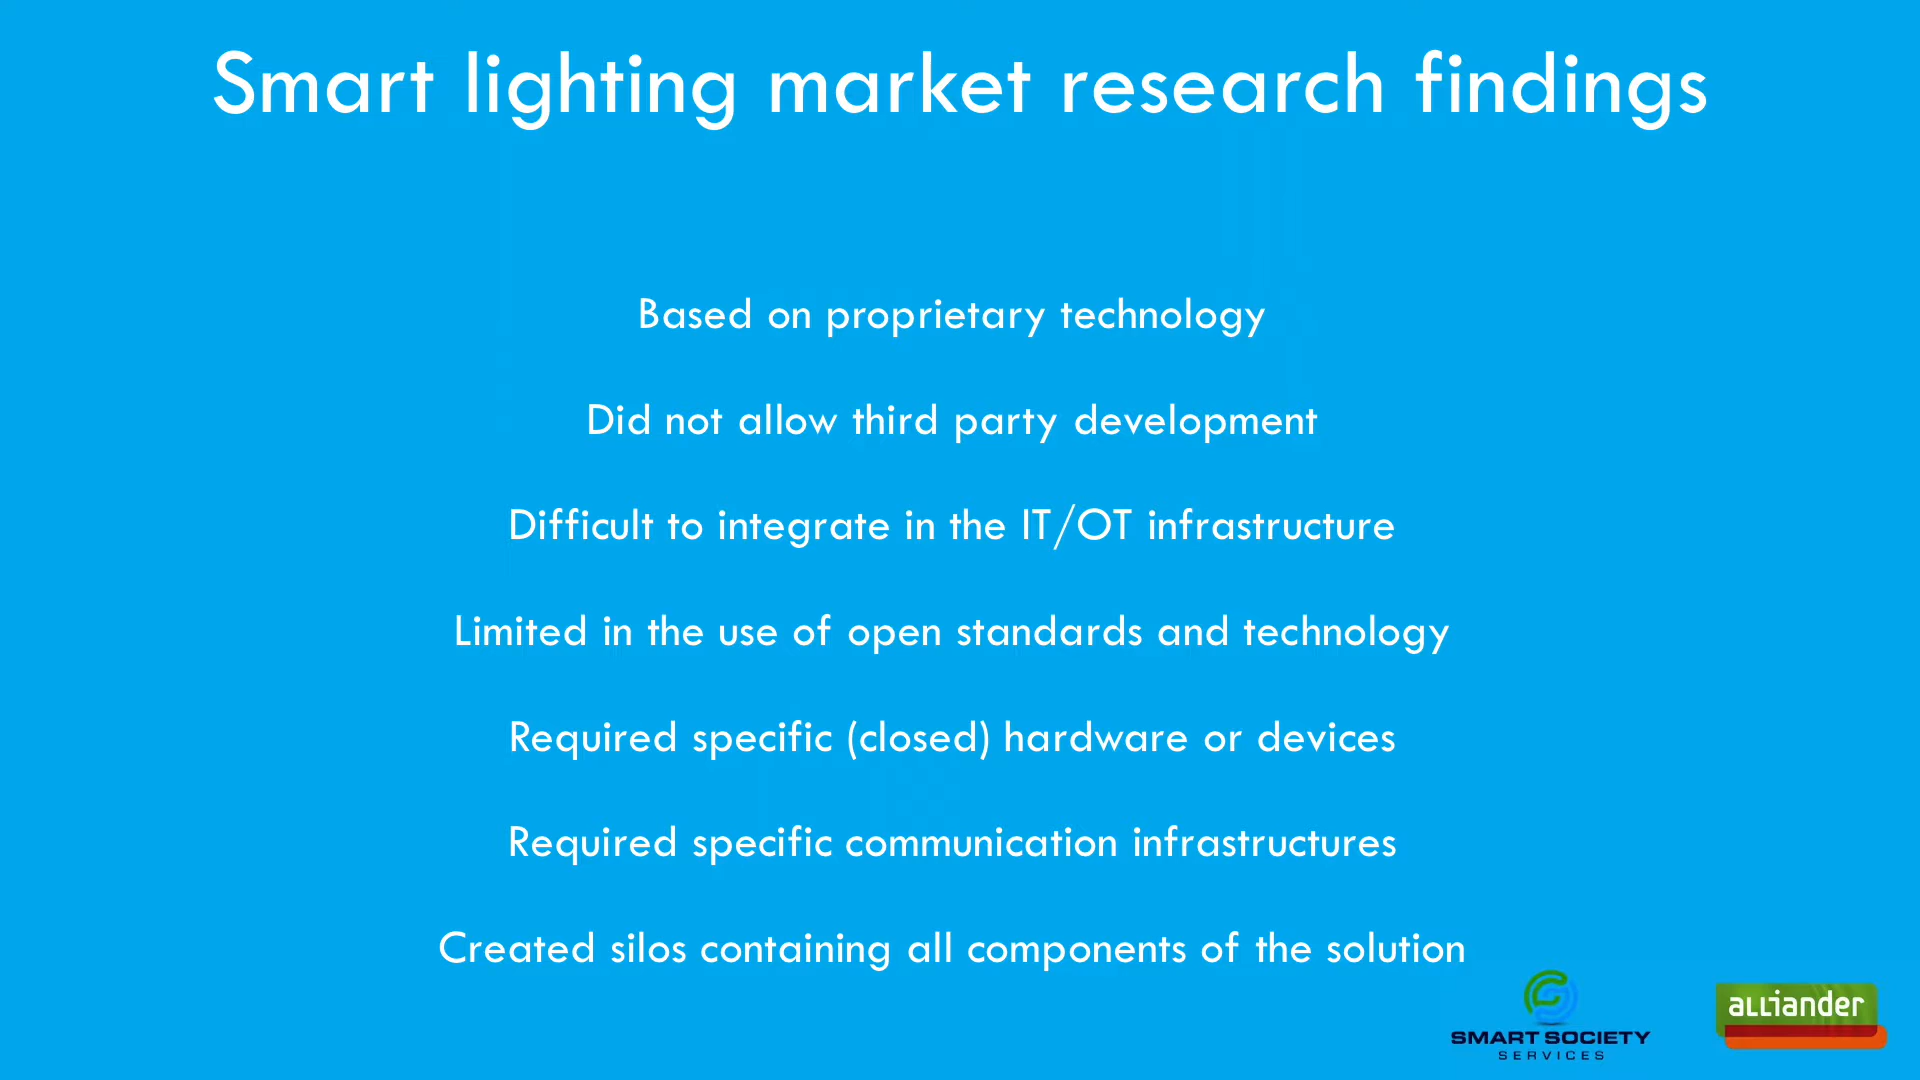 Smart lighting market research findings
Based on proprietary technology
Did not allow third party development
Difficult to integrate in the IT/OT infrastructure
Limited in the use of open standards and technology
Required specific (closed) hardware or devices
Required specific communication infrastructures
Created silos containing all components of the solution
SMART SOCIETY
SERVICES
alliander